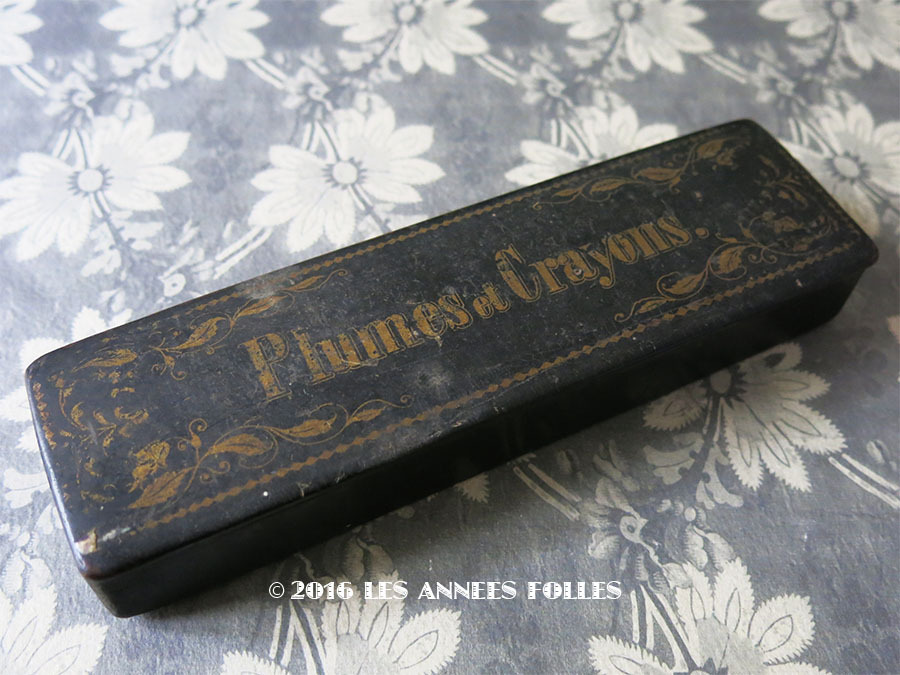 Plumes et Crayons.
© 2016 LES ANNEES FOLLES